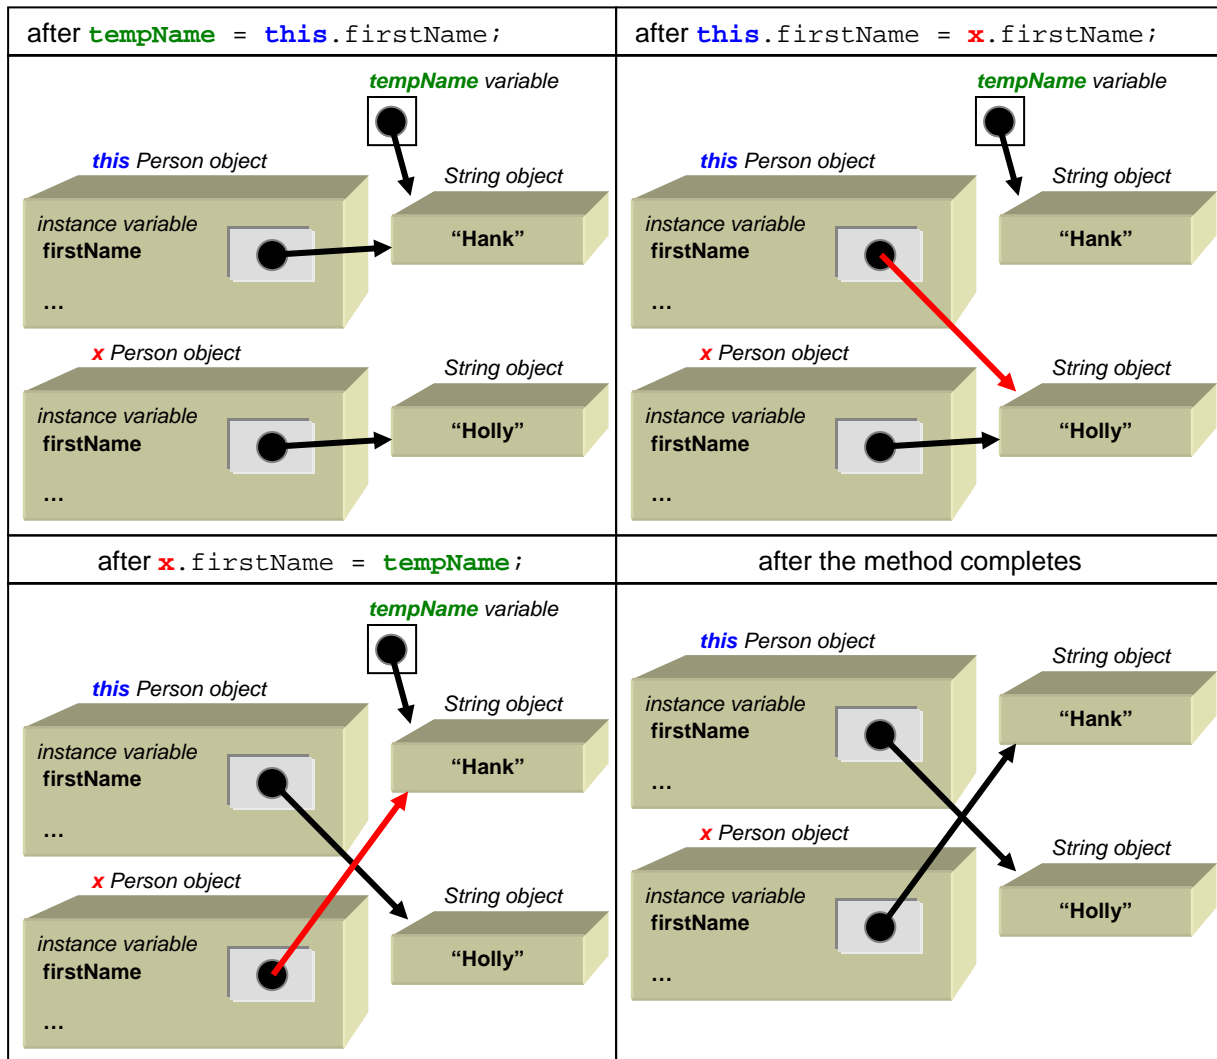 after tempName = this.firstName;
tempName variable
this Person object
String object
instance variable
firstName
“Hank”
…
x Person object
String object
instance variable
firstName
“Holly”
…
after this.firstName = x.firstName;
tempName variable
this Person object
String object
instance variable
firstName
“Hank”
…
x Person object
String object
instance variable
firstName
“Holly”
…
after x.firstName = tempName;
tempName variable
this Person object
String object
instance variable
firstName
“Hank”
…
x Person object
String object
instance variable
firstName
“Holly”
…
after the method completes
this Person object
String object
instance variable
firstName
“Hank”
…
x Person object
String object
instance variable
firstName
“Holly”
…